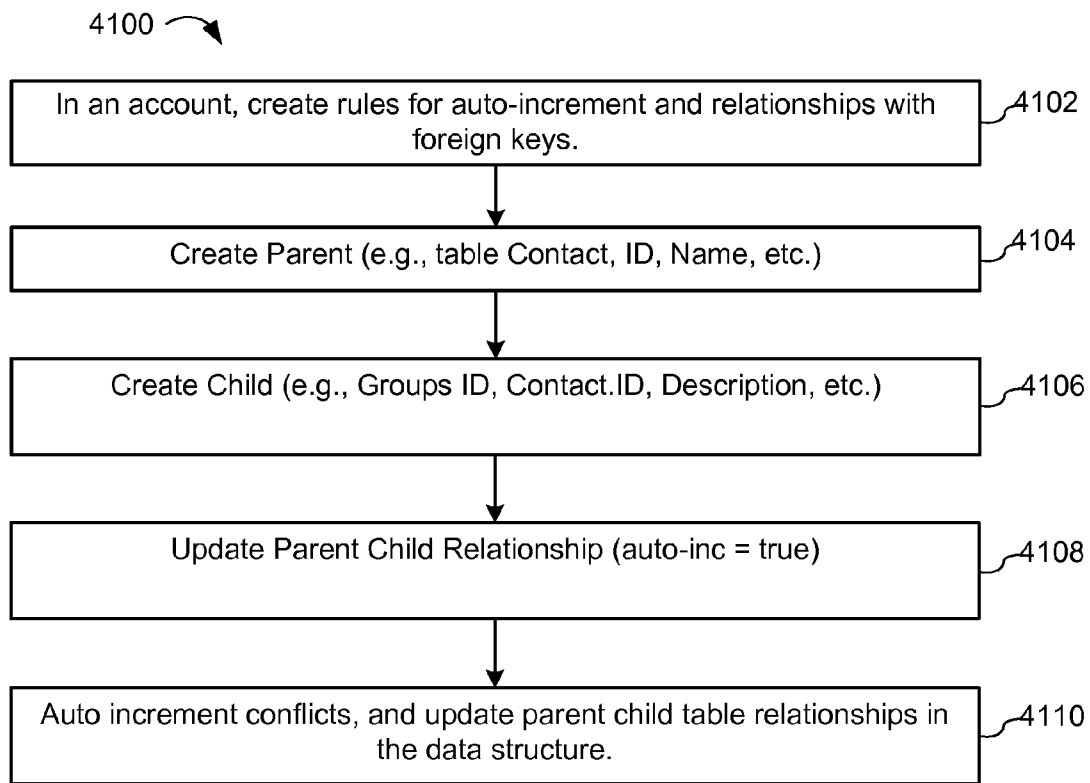 4100
In an account, create rules for auto-increment and relationships with
foreign keys.
4102
Create Parent (e.g., table Contact, ID, Name, etc.)
4104
Create Child (e.g., Groups ID, Contact.ID, Description, etc.)
4106
Update Parent Child Relationship (auto-inc = true)
4108
Auto increment conflicts, and update parent child table relationships in
the data structure.
4110